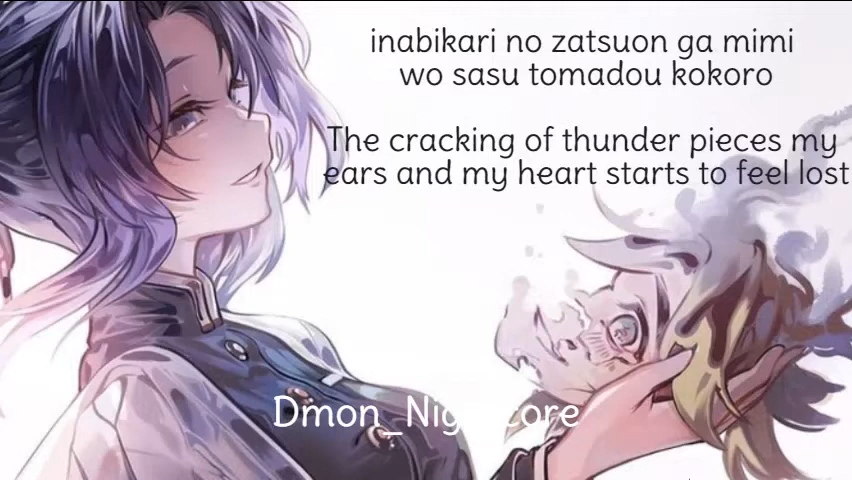 inabikari no zatsuon ga mimi
wo sasu tomadou kokoro
The cracking of thunder pieces my
ears and my heart starts to feel lost
Dmon_Nightcore